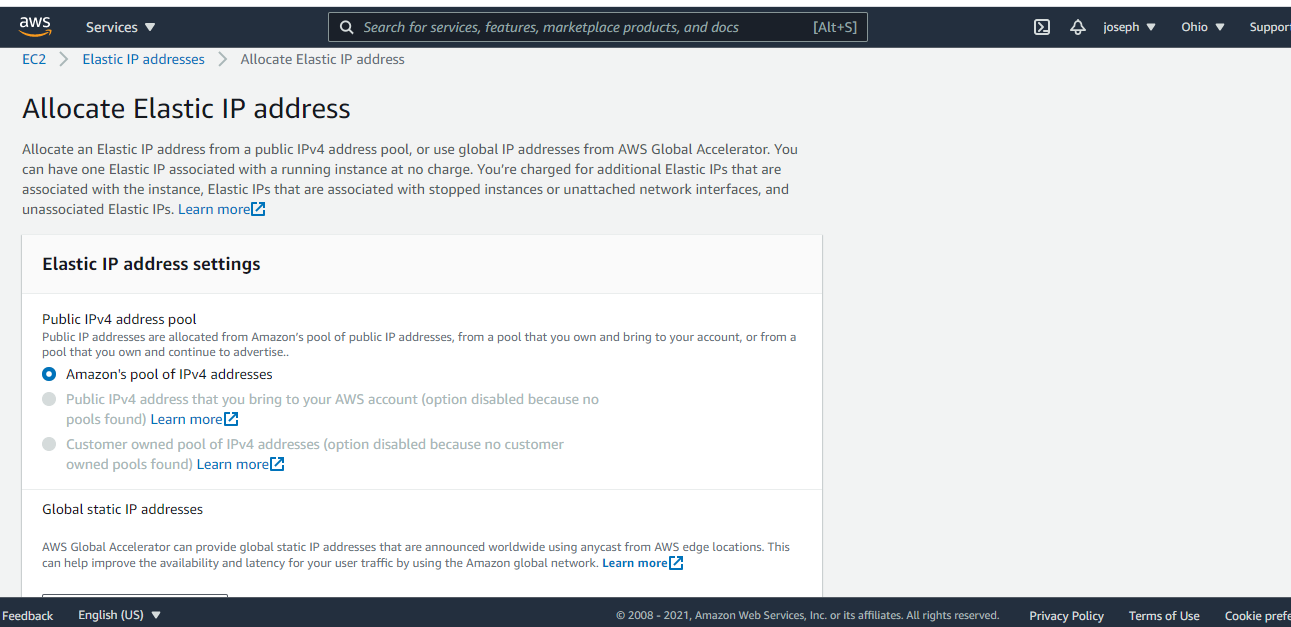 aws
Services
Search for services, features, marketplace products, and docs
[Alt+S]
joseph
Ohio
Support
EC2
Elastic IP addresses
Allocate Elastic IP address
Allocate Elastic IP address
Allocate an Elastic IP address from a public IPv4 address pool, or use global IP addresses from AWS Global Accelerator. You
can have one Elastic IP associated with a running instance at no charge. You’re charged for additional Elastic IPs that are
associated with the instance, Elastic IPs that are associated with stopped instances or unattached network interfaces, and
unassociated Elastic IPs. Learn more
Elastic IP address settings
Public IPv4 address pool
Public IP addresses are allocated from Amazon’s pool of public IP addresses, from a pool that you own and bring to your account, or from a
pool that you own and continue to advertise..
Amazon's pool of IPv4 addresses
Public IPv4 address that you bring to your AWS account (option disabled because no
pools found) Learn more
Customer owned pool of IPv4 addresses (option disabled because no customer
owned pools found) Learn more
Global static IP addresses
AWS Global Accelerator can provide global static IP addresses that are announced worldwide using anycast from AWS edge locations. This
can help improve the availability and latency for your user traffic by using the Amazon global network. Learn more
Feedback
English (US)
© 2008 - 2021, Amazon Web Services, Inc. or its affiliates. All rights reserved.
Privacy Policy
Terms of Use
Cookie prefe